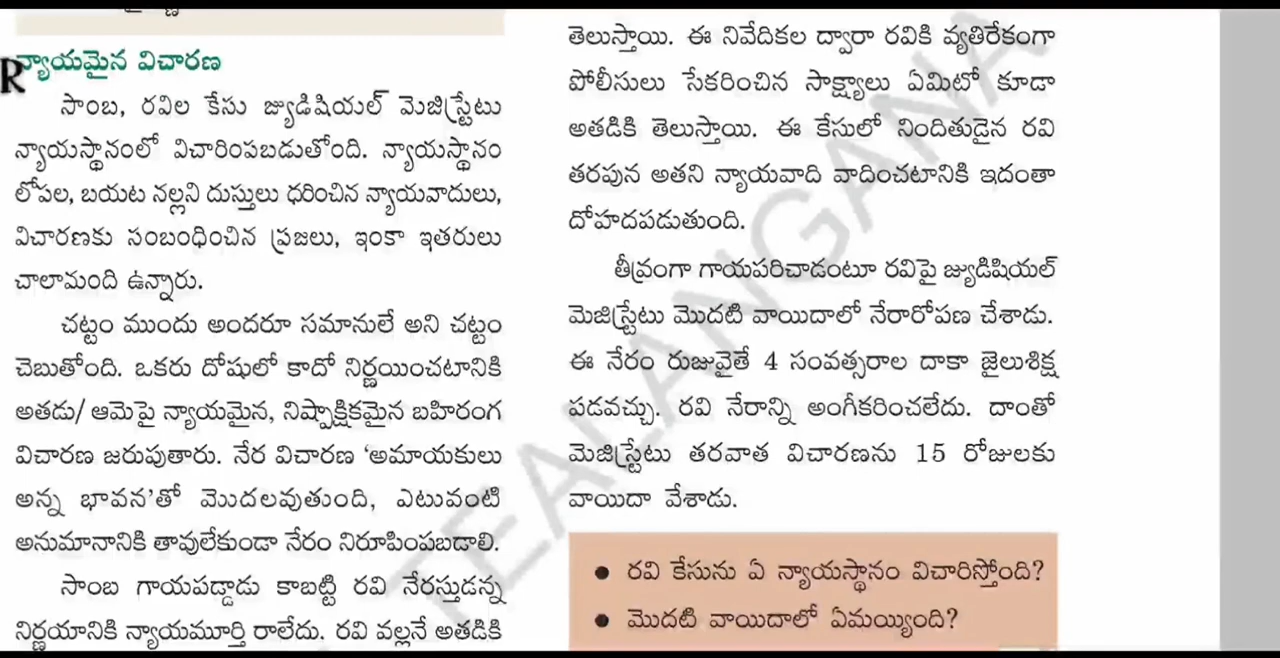 న్యాయమైన విచారణ
R
సాంబ, రవిల కేసు జ్యుడిషియల్ మెజిస్ట్రేటు
న్యాయస్థానంలో విచారింపబడుతోంది. న్యాయస్థానం
లోపల, బయట నల్లని దుస్తులు ధరించిన న్యాయవాదులు,
విచారణకు సంబంధించిన ప్రజలు, ఇంకా ఇతరులు
చాలామంది ఉన్నారు.
చట్టం ముందు అందరూ సమానులే అని చట్టం
చెబుతోంది. ఒకరు దోషులో కాదో నిర్ణయించటానికి
అతడు/ ఆమెపై న్యాయమైన, నిష్పాక్షికమైన బహిరంగ
విచారణ జరుపుతారు. నేర విచారణ 'అమాయకులు
అన్న భావన'తో మొదలవుతుంది, ఎటువంటి
అనుమానానికి తావులేకుండా నేరం నిరూపింపబడాలి.
సాంబ గాయపడ్డాడు కాబట్టి రవి నేరస్తుడన్న
నిర్ణయానికి న్యాయమూర్తి రాలేదు. రవి వల్లనే అతడికి
తెలుస్తాయి. ఈ నివేదికల ద్వారా రవికి వ్యతిరేకంగా
పోలీసులు సేకరించిన సాక్ష్యాలు ఏమిటో కూడా
అతడికి తెలుస్తాయి. ఈ కేసులో నిందితుడైన రవి
తరపున అతని న్యాయవాది వాదించటానికి ఇదంతా
దోహదపడుతుంది.
తీవ్రంగా గాయపరిచాడంటూ రవిపై జ్యుడిషియల్
మెజిస్ట్రేటు మొదటి వాయిదాలో నేరారోపణ చేశాడు.
ఈ నేరం రుజువైతే 4 సంవత్సరాల దాకా జైలుశిక్ష
పడవచ్చు. రవి నేరాన్ని అంగీకరించలేదు. దాంతో
మెజిస్ట్రేటు తరవాత విచారణను 15 రోజులకు
వాయిదా వేశాడు.
• రవి కేసును ఏ న్యాయస్థానం విచారిస్తోంది?
• మొదటి వాయిదాలో ఏమయ్యింది?
TEALANGANA